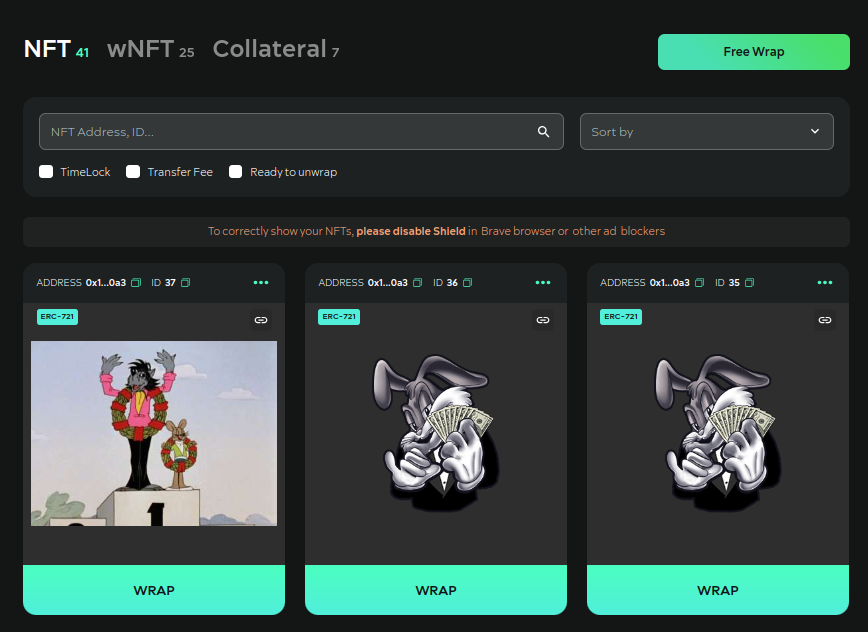 NFT 41 wNFT 25 Collateral 7
Free Wrap
NFT Address, ID...
Sort by
TimeLock Transfer Fee Ready to unwrap
To correctly show your NFTs, please disable Shield in Brave browser or other ad blockers
ADDRESS 0x1...0a3 ID 37
ERC-721
1
WRAP
ADDRESS 0x1...0a3 ID 36
ERC-721
WRAP
ADDRESS 0x1...0a3 ID 35
ERC-721
WRAP